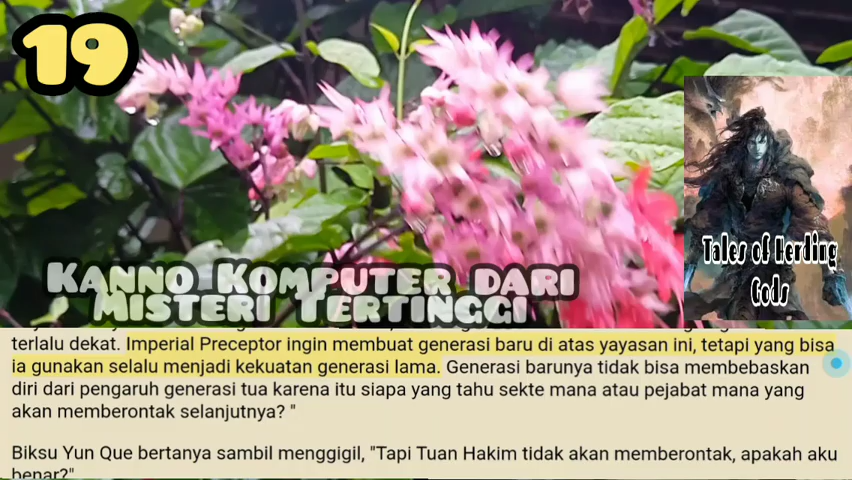 19
Tales of Herding
Gods
Kanno Komputer dari
Misteri Tertinggi
terlalu dekat. Imperial Preceptor ingin membuat generasi baru di atas yayasan ini, tetapi yang bisa
ia gunakan selalu menjadi kekuatan generasi lama. Generasi barunya tidak bisa membebaskan
diri dari pengaruh generasi tua karena itu siapa yang tahu sekte mana atau pejabat mana yang
akan memberontak selanjutnya? "
Biksu Yun Que bertanya sambil menggigil, "Tapi Tuan Hakim tidak akan memberontak, apakah aku
benar?"